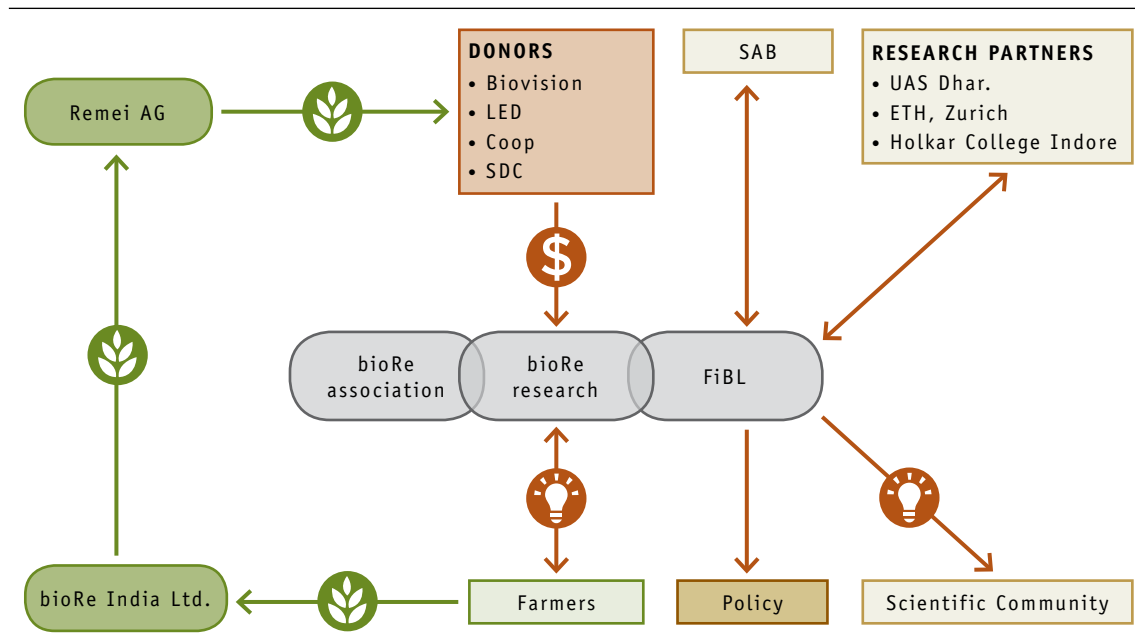 DONORS
• Biovision
• LED
• Coop
• SDC
SAB
RESEARCH PARTNERS
• UAS Dhar.
• ETH, Zurich
• Holkar College Indore
Remei AG
$
bioRe
association
bioRe
research
FiBL
bioRe India Ltd.
Farmers
Policy
Scientific Community